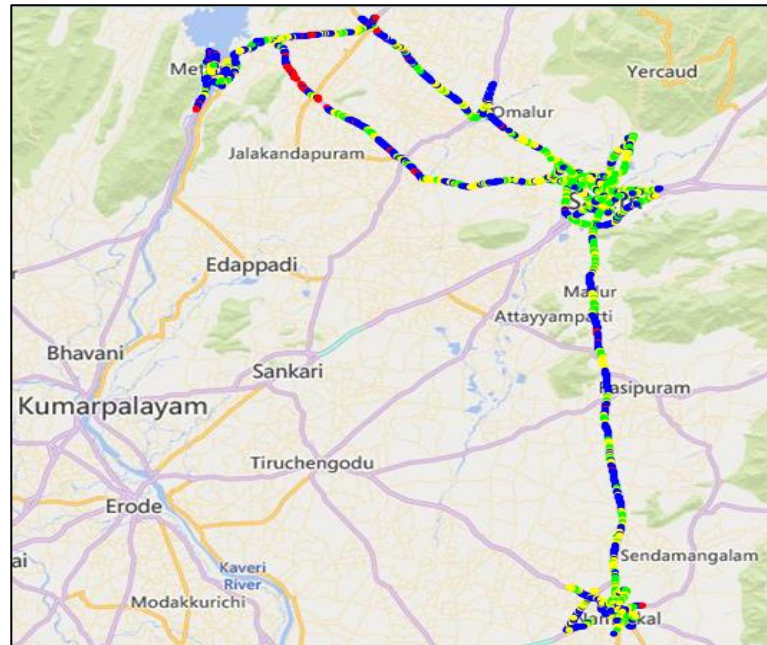 Yercaud
Omalur
Jalakandapuram
Edappadi
Attayyampatti
Bhavani
Sankari
Kumarpalayam
Tiruchengodu
Erode
Sendamangalam
Kaveri
River
Modakkurichi